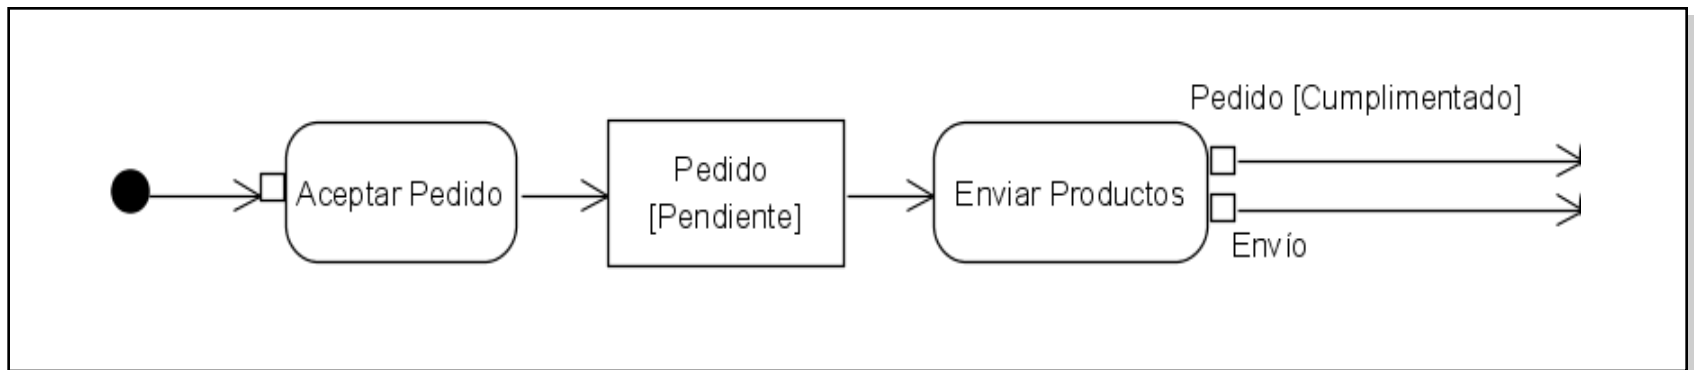 Pedido [Cumplimentado]
Aceptar Pedido
Pedido
[Pendiente]
Enviar Productos
Envío